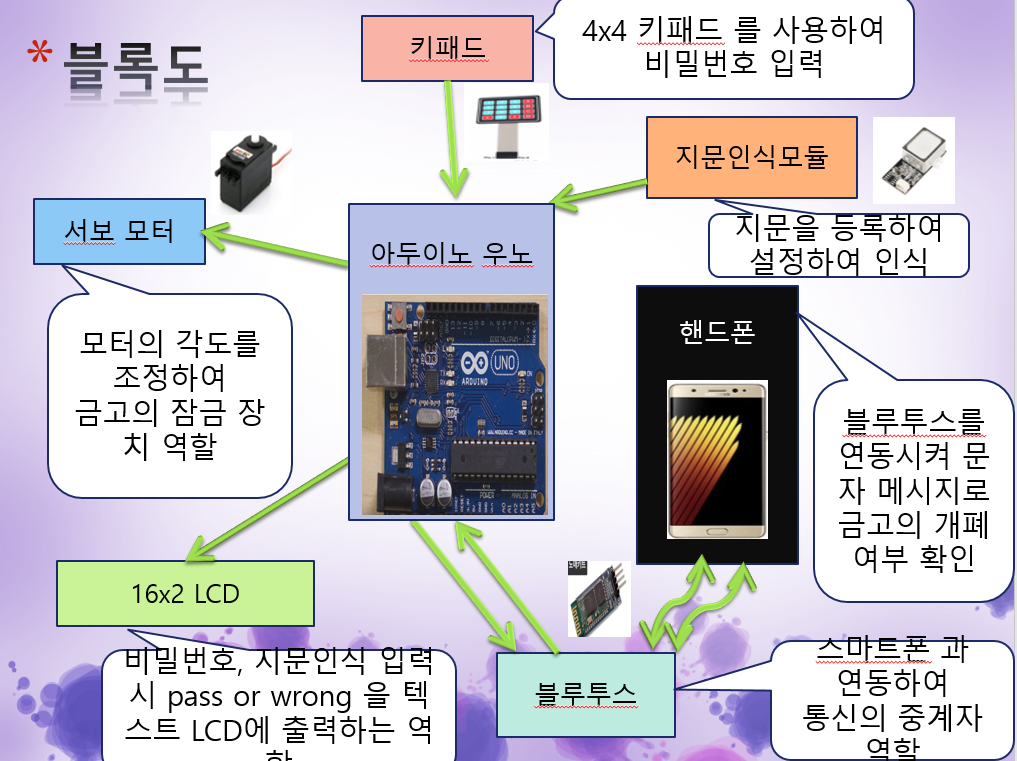 * 블록도
키패드
4x4 키패드 를 사용하여
비밀번호 입력
지문인식모듈
지문을 등록하여
설정하여 인식
서보 모터
아두이노 우노
모터의 각도를
조정하여
금고의 잠금 장
치 역할
UNO
ARDUINO
핸드폰
블루투스를
연동시켜 문
자 메시지로
금고의 개폐
여부 확인
16x2 LCD
비밀번호, 지문인식 입력
시 pass or wrong 을 텍
스트 LCD에 출력하는 역
할
블루투스
스마트폰 과
연동하여
통신의 중계자
역할